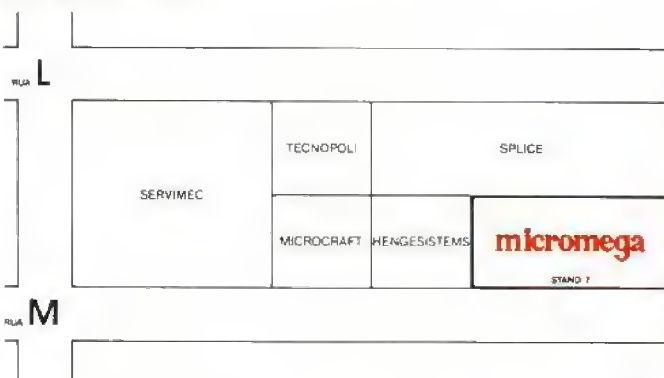 RUA L
TECNOPOLI
SPLICE
SERVIMEC
MICROCRAFT
HENGESISTEMS
micromega
STAND 7
RUA M